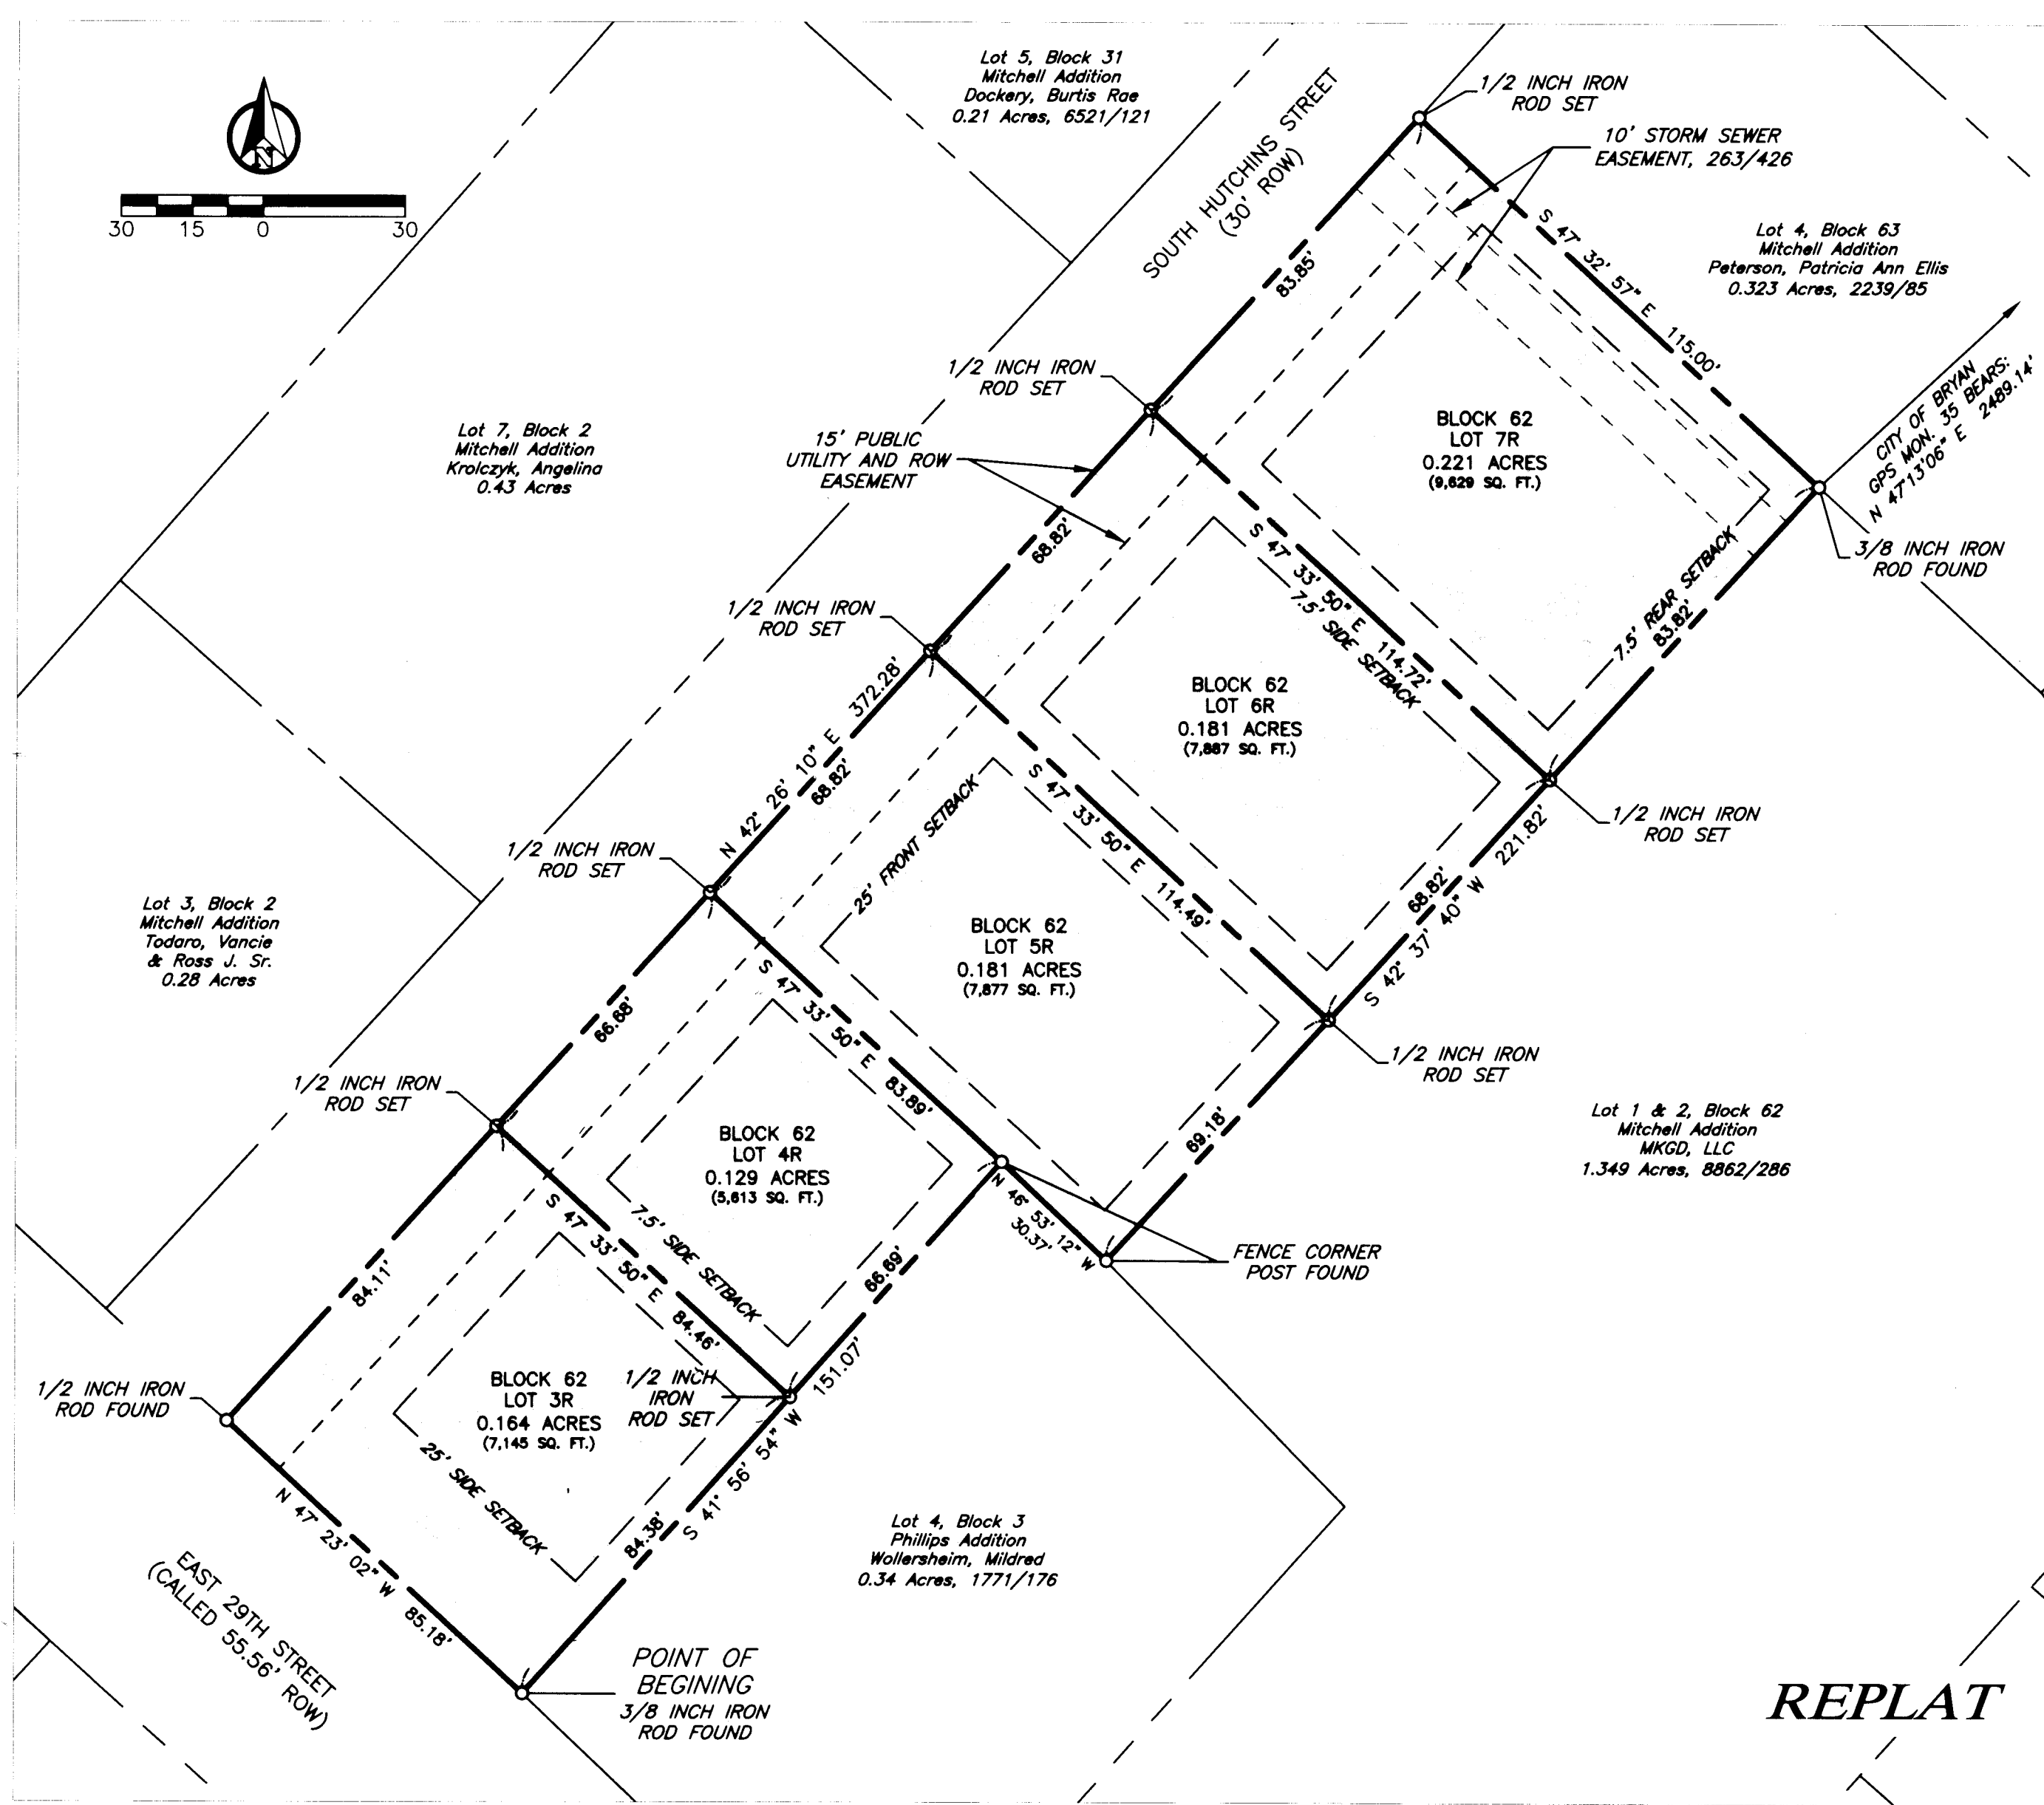 Lot 5, Block 31
Mitchell Addition
Dockery, Burtis Rae
0.21 Acres, 6521/121
1/2 INCH IRON
ROD SET
10' STORM SEWER
EASEMENT, 263/426
N
30 15 0 30
SOUTH HUTCHINS STREET
(30' ROW)
83.85'
S 47° 32' 57" E 115.00'
Lot 4, Block 63
Mitchell Addition
Peterson, Patricia Ann Ellis
0.323 Acres, 2239/85
CITY OF BRYAN
GPS MON. 35 BEARS:
N 47°13'06" E 2489.14'
1/2 INCH IRON
ROD SET
Lot 7, Block 2
Mitchell Addition
Krolczyk, Angelina
0.43 Acres
15' PUBLIC
UTILITY AND ROW
EASEMENT
BLOCK 62
LOT 7R
0.221 ACRES
(9,629 SQ. FT.)
68.82'
S 47° 33' 50" E 114.72'
7.5' SIDE SETBACK
7.5' REAR SETBACK
83.82'
3/8 INCH IRON
ROD FOUND
1/2 INCH IRON
ROD SET
BLOCK 62
LOT 6R
0.181 ACRES
(7,887 SQ. FT.)
N 42° 26' 10" E 372.28'
68.82'
S 47° 33' 50" E 114.49'
25' FRONT SETBACK
1/2 INCH IRON
ROD SET
68.82'
S 42° 37' 40" W 221.82'
1/2 INCH IRON
ROD SET
Lot 3, Block 2
Mitchell Addition
Todaro, Vancie
& Ross J. Sr.
0.28 Acres
BLOCK 62
LOT 5R
0.181 ACRES
(7,877 SQ. FT.)
66.68'
S 47° 33' 50" E 83.89'
1/2 INCH IRON
ROD SET
1/2 INCH IRON
ROD SET
69.18'
BLOCK 62
LOT 4R
0.129 ACRES
(5,613 SQ. FT.)
Lot 1 & 2, Block 62
Mitchell Addition
MKGD, LLC
1.349 Acres, 8862/286
N 46° 53' 12" W
30.37'
FENCE CORNER
POST FOUND
84.11'
S 47° 33' 50" E 84.46'
7.5' SIDE SETBACK
66.69'
151.07'
S 41° 56' 54" W
1/2 INCH IRON
ROD FOUND
BLOCK 62
LOT 3R
0.164 ACRES
(7,145 SQ. FT.)
1/2 INCH
IRON
ROD SET
25' SIDE SETBACK
84.38'
N 47° 23' 02" W 85.18'
Lot 4, Block 3
Phillips Addition
Wollersheim, Mildred
0.34 Acres, 1771/176
EAST 29TH STREET
(CALLED 55.56' ROW)
POINT OF
BEGINING
3/8 INCH IRON
ROD FOUND
REPLAT